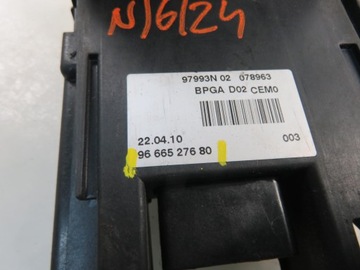 N/6/24
97993N 02 078963
BPGA D02 CEM0
22.04.10 003
96 665 276 80